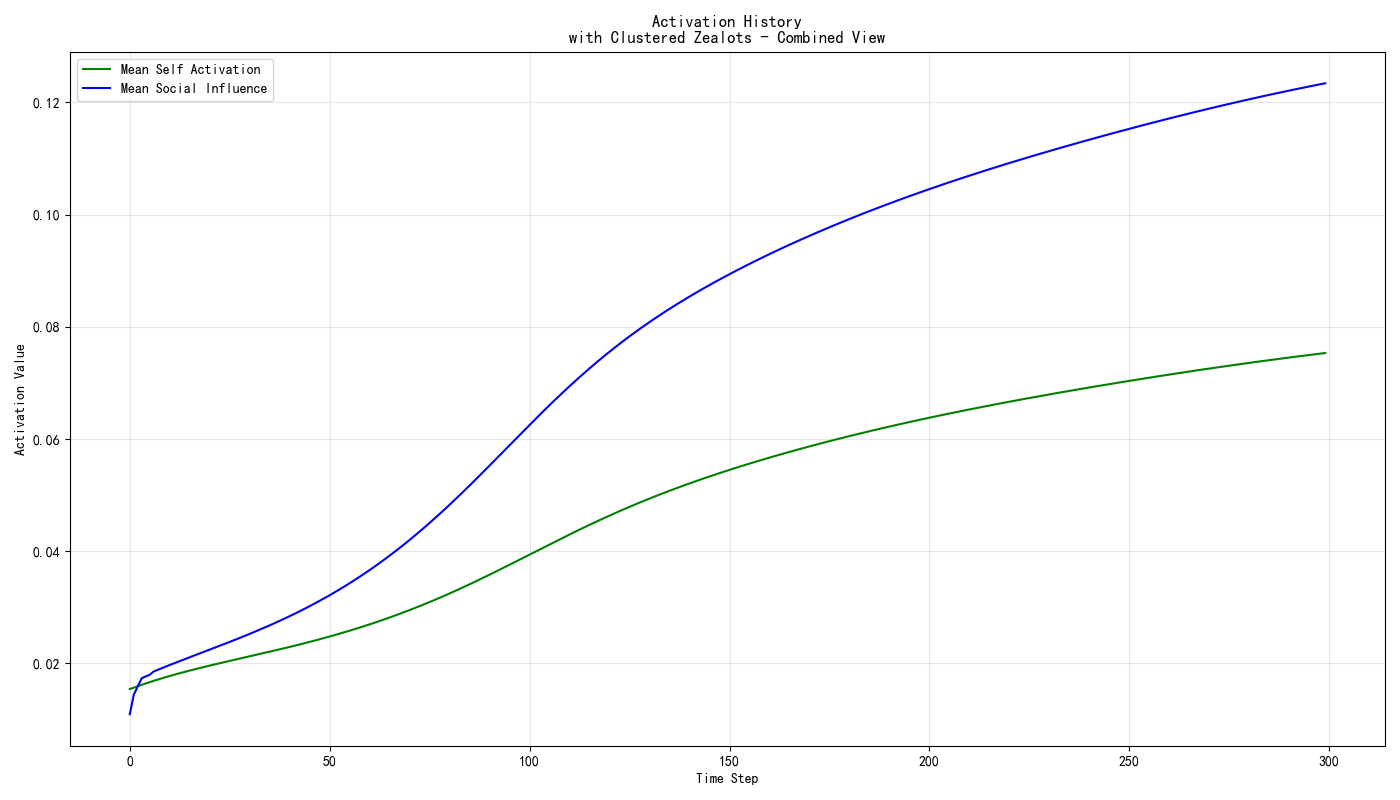 Activation History
with Clustered Zealots - Combined View
Mean Self Activation
Mean Social Influence
Activation Value
0.12
0.10
0.08
0.06
0.04
0.02
0
50
100
150
200
250
300
Time Step